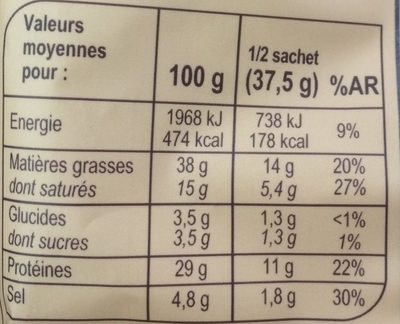 Valeurs
moyennes
pour : 100 g 1/2 sachet (37,5 g) %AR
Energie 1968 kJ 738 kJ 9%
474 kcal 178 kcal
Matières grasses 38 g 14 g 20%
dont saturés 15 g 5,4 g 27%
Glucides 3,5 g 1,3 g <1%
dont sucres 3,5 g 1,3 g 1%
Protéines 29 g 11 g 22%
Sel 4,8 g 1,8 g 30%